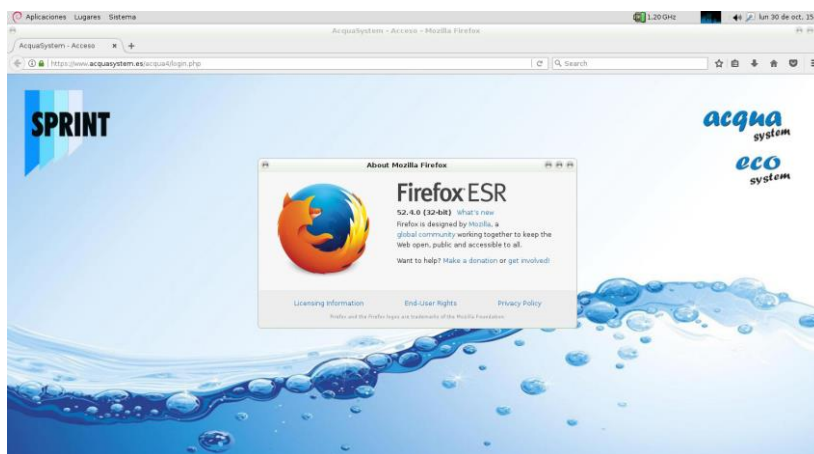 Aplicaciones Lugares Sistema
1.20 GHz
lun 30 de oct, 15
AcquaSystem - Acceso - Mozilla Firefox
AcquaSystem - Acceso
https://www.acquasystem.es/acqua4/login.php
Search
SPRINT
acqua
system
eco
system
About Mozilla Firefox
Firefox ESR
52.4.0 (32-bit) What's new
Firefox is designed by Mozilla, a
global community working together to keep the
Web open, public and accessible to all.
Want to help? Make a donation or get involved!
Licensing Information End-User Rights Privacy Policy
Firefox and the Firefox logos are trademarks of the Mozilla Foundation.